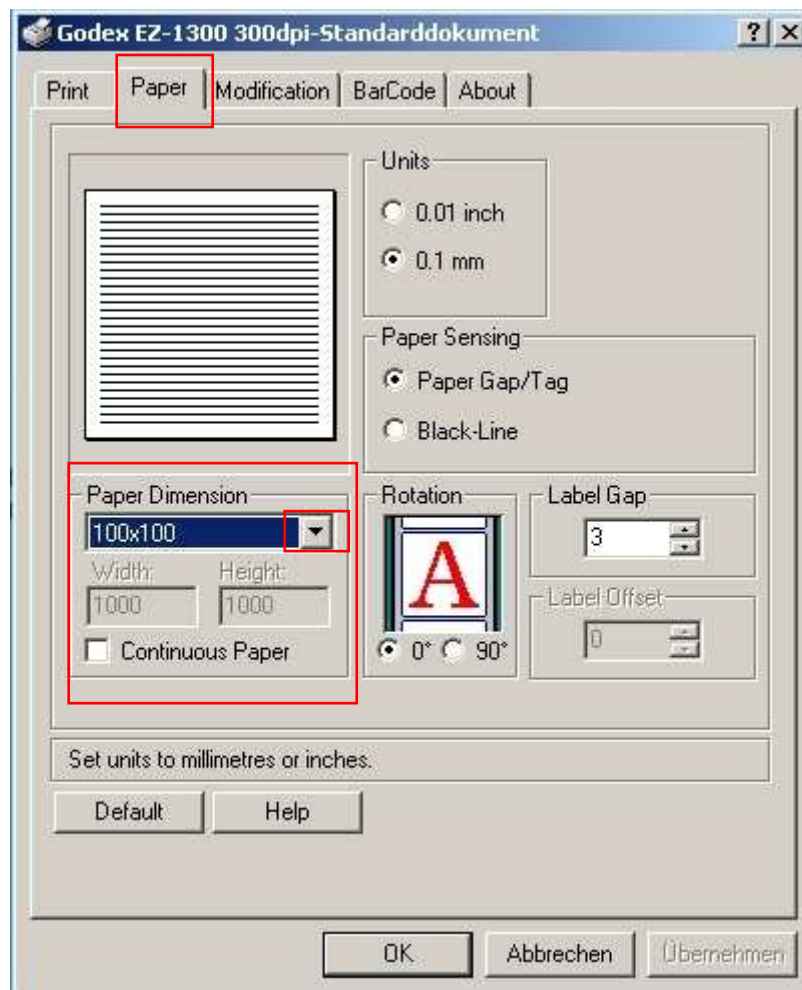 Godex EZ-1300 300dpi-Standarddokument
Print Paper Modification BarCode About
Units
0.01 inch
0.1 mm
Paper Sensing
Paper Gap/Tag
Black-Line
Paper Dimension
100x100
Width: Height:
1000 1000
Continuous Paper
Rotation
A
0° 90°
Label Gap
3
Label Offset
0
Set units to millimetres or inches.
Default Help
OK Abbrechen Übernehmen